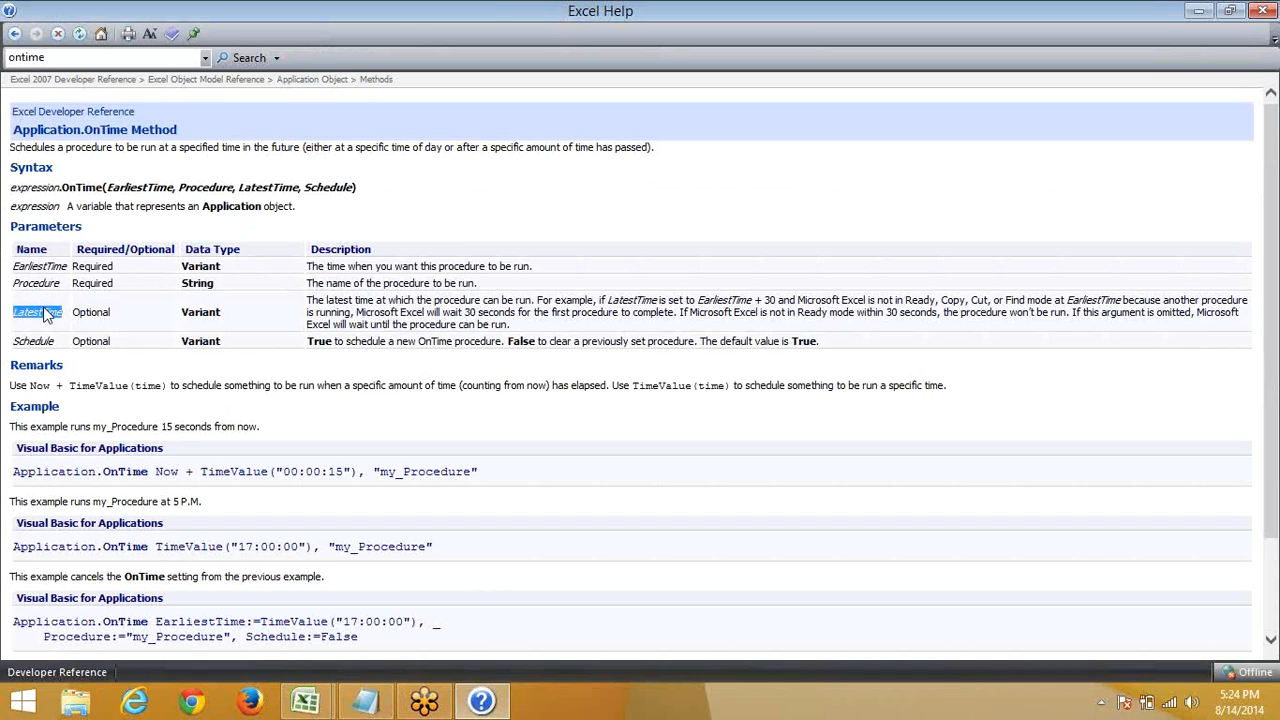 Excel Help
ontime
Search
Excel 2007 Developer Reference > Excel Object Model Reference > Application Object > Methods
Excel Developer Reference
Application.OnTime Method
Schedules a procedure to be run at a specified time in the future (either at a specific time of day or after a specific amount of time has passed).
Syntax
expression.OnTime(EarliestTime, Procedure, LatestTime, Schedule)
expression A variable that represents an Application object.
Parameters
Name Required/Optional Data Type Description
EarliestTime Required Variant The time when you want this procedure to be run.
Procedure Required String The name of the procedure to be run.
LatestTime Optional Variant The latest time at which the procedure can be run. For example, if LatestTime is set to EarliestTime + 30 and Microsoft Excel is not in Ready, Copy, Cut, or Find mode at EarliestTime because another procedure
is running, Microsoft Excel will wait 30 seconds for the first procedure to complete. If Microsoft Excel is not in Ready mode within 30 seconds, the procedure won't be run. If this argument is omitted, Microsoft
Excel will wait until the procedure can be run.
Schedule Optional Variant True to schedule a new OnTime procedure. False to clear a previously set procedure. The default value is True.
Remarks
Use Now + TimeValue(time) to schedule something to be run when a specific amount of time (counting from now) has elapsed. Use TimeValue(time) to schedule something to be run a specific time.
Example
This example runs my_Procedure 15 seconds from now.
Visual Basic for Applications
Application.OnTime Now + TimeValue("00:00:15"), "my_Procedure"
This example runs my_Procedure at 5 P.M.
Visual Basic for Applications
Application.OnTime TimeValue("17:00:00"), "my_Procedure"
This example cancels the OnTime setting from the previous example.
Visual Basic for Applications
Application.OnTime EarliestTime:=TimeValue("17:00:00"), _
Procedure:="my_Procedure", Schedule:=False
Developer Reference
Offline
5:24 PM
8/14/2014